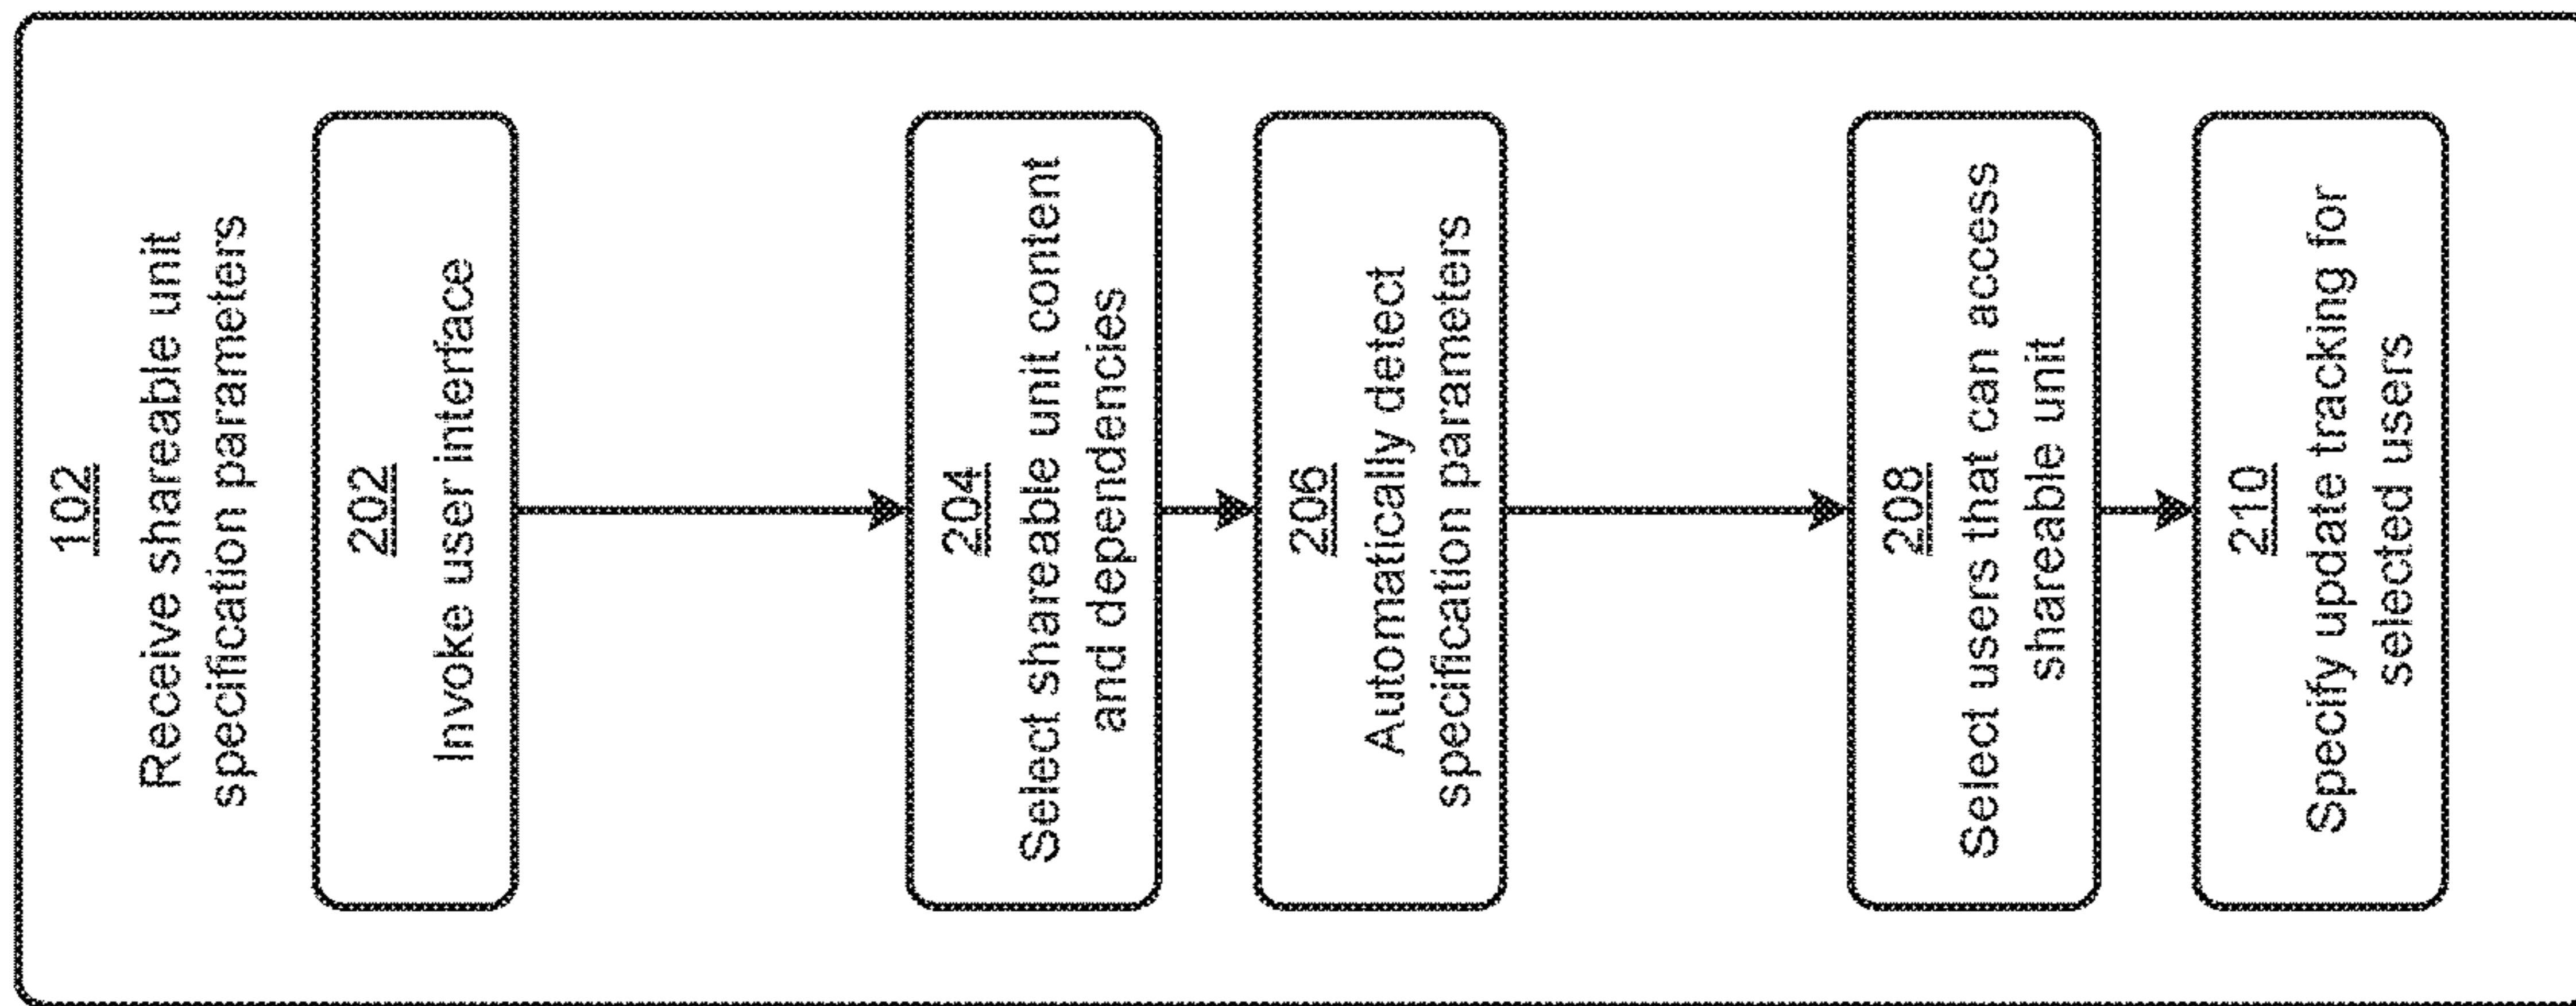 102
Receive shareable unit
specification parameters
202
Invoke user interface
204
Select shareable unit content
and dependencies
206
Automatically detect
specification parameters
208
Select users that can access
shareable unit
210
Specify update tracking for
selected users